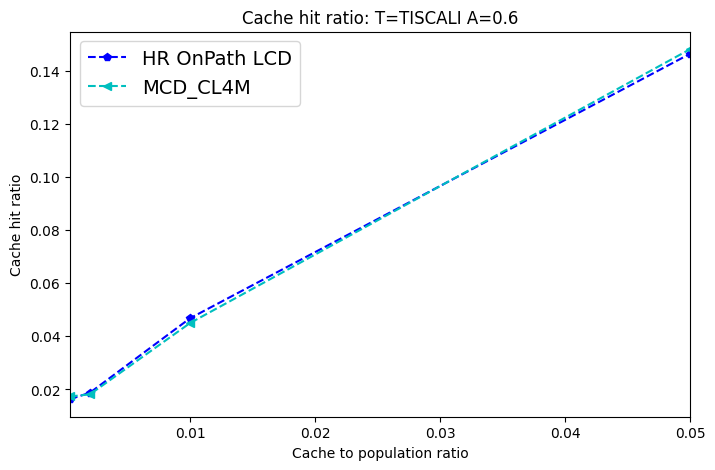 Cache hit ratio: T=TISCALI A=0.6
HR OnPath LCD
MCD_CL4M
Cache hit ratio
0.14
0.12
0.10
0.08
0.06
0.04
0.02
0.01
0.02
0.03
0.04
0.05
Cache to population ratio